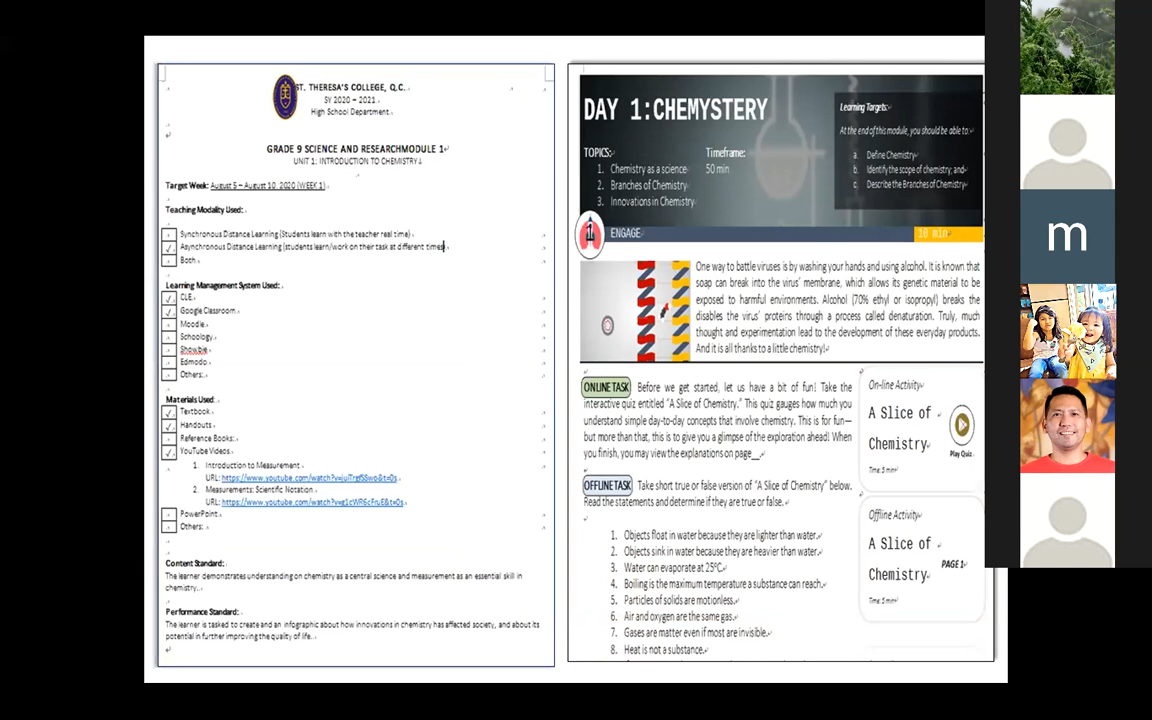 ST. THERESA'S COLLEGE, Q.C.
SY 2020 – 2021
High School Department
GRADE 9 SCIENCE AND RESEARCHMODULE 1
UNIT 1: INTRODUCTION TO CHEMISTRY
Target Week: August 5 – August 10, 2020 (WEEK 1)
Teaching Modality Used:
Synchronous Distance Learning (Students learn with the teacher real time)
Asynchronous Distance Learning (students learn/work on their task at different times)
Both
Learning Management System Used:
CLE
Google Classroom
Moodle
Schoology
Showbie
Edmodo
Others:
Materials Used:
Textbook
Handouts
Reference Books:
YouTube Videos
1. Introduction to Measurement
URL:
2. Measurements: Scientific Notation
URL:
PowerPoint
Others:
Content Standard:
The learner demonstrates understanding on chemistry as a central science and measurement as an essential skill in
chemistry.
Performance Standard:
The learner is tasked to create and an infographic about how innovations in chemistry has affected society, and about its
potential in further improving the quality of life.
DAY 1:CHEMYSTERY
TOPICS:
1. Chemistry as a science
2. Branches of Chemistry
3. Innovations in Chemistry
Timeframe:
50 min
Learning Targets:
At the end of this module, you should be able to:
a. Define Chemistry
b. Identify the scope of chemistry; and
c. Describe the Branches of Chemistry
1
ENGAGE
10 min
One way to battle viruses is by washing your hands and using alcohol. It is known that
soap can break into the virus' membrane, which allows its genetic material to be
exposed to harmful environments. Alcohol (70% ethyl or isopropyl) breaks the
disables the virus' proteins through a process called denaturation. Truly, much
thought and experimentation lead to the development of these everyday products.
And it is all thanks to a little chemistry!
ONLINE TASK Before we get started, let us have a bit of fun! Take the
interactive quiz entitled "A Slice of Chemistry." This quiz gauges how much you
understand simple day-to-day concepts that involve chemistry. This is for fun—
but more than that, this is to give you a glimpse of the exploration ahead! When
you finish, you may view the explanations on page__.
OFFLINE TASK Take short true or false version of "A Slice of Chemistry" below.
Read the statements and determine if they are true or false.
1. Objects float in water because they are lighter than water.
2. Objects sink in water because they are heavier than water.
3. Water can evaporate at 25°C.
4. Boiling is the maximum temperature a substance can reach.
5. Particles of solids are motionless.
6. Air and oxygen are the same gas.
7. Gases are matter even if most are invisible.
8. Heat is not a substance.
On-line Activity
A Slice of
Chemistry
Play Quiz
Time: 5 min
Offline Activity
A Slice of
Chemistry
PAGE 1
Time: 5 min
m